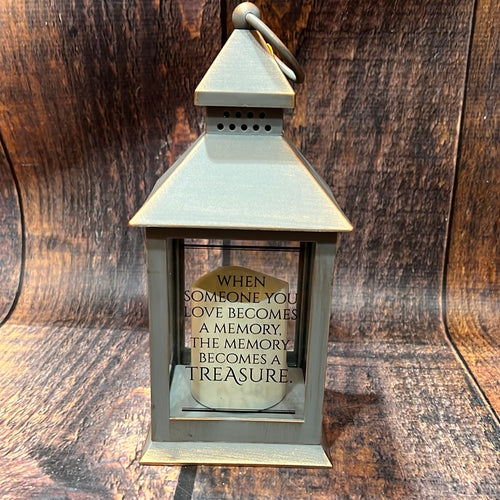 WHEN
SOMEONE YOU
LOVE BECOMES
A MEMORY,
THE MEMORY
BECOMES A
TREASURE.